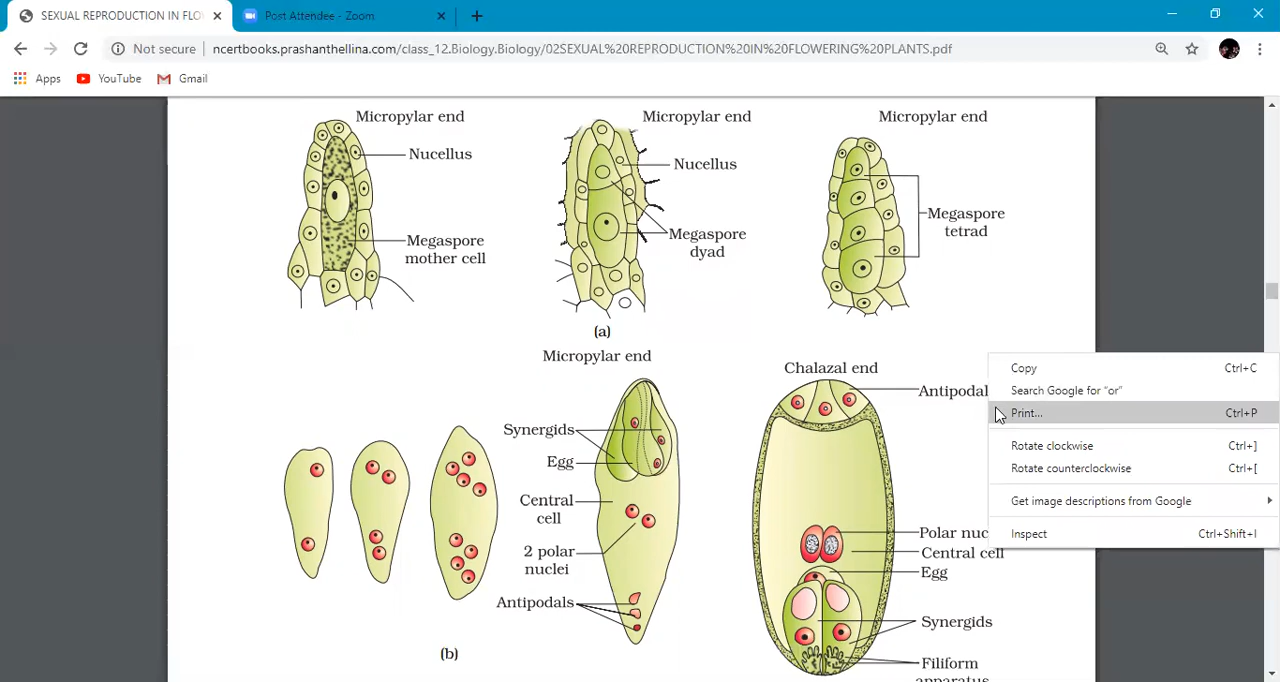 SEXUAL REPRODUCTION IN FLO
Post Attendee - Zoom
Not secure
ncertbooks.prashanthellina.com/class_12.Biology.Biology/02SEXUAL%20REPRODUCTION%20IN%20FLOWERING%20PLANTS.pdf
Apps
YouTube
Gmail
Micropylar end
Micropylar end
Micropylar end
Nucellus
Nucellus
Megaspore
mother cell
Megaspore
dyad
Megaspore
tetrad
(a)
Micropylar end
Chalazal end
Synergids
Egg
Central
cell
2 polar
nuclei
Antipodals
(b)
Antipodal
Polar nuc
Central cell
Egg
Synergids
Filiform
apparatus
Copy Ctrl+C
Search Google for “or”
Print... Ctrl+P
Rotate clockwise Ctrl+]
Rotate counterclockwise Ctrl+[
Get image descriptions from Google
Inspect Ctrl+Shift+I